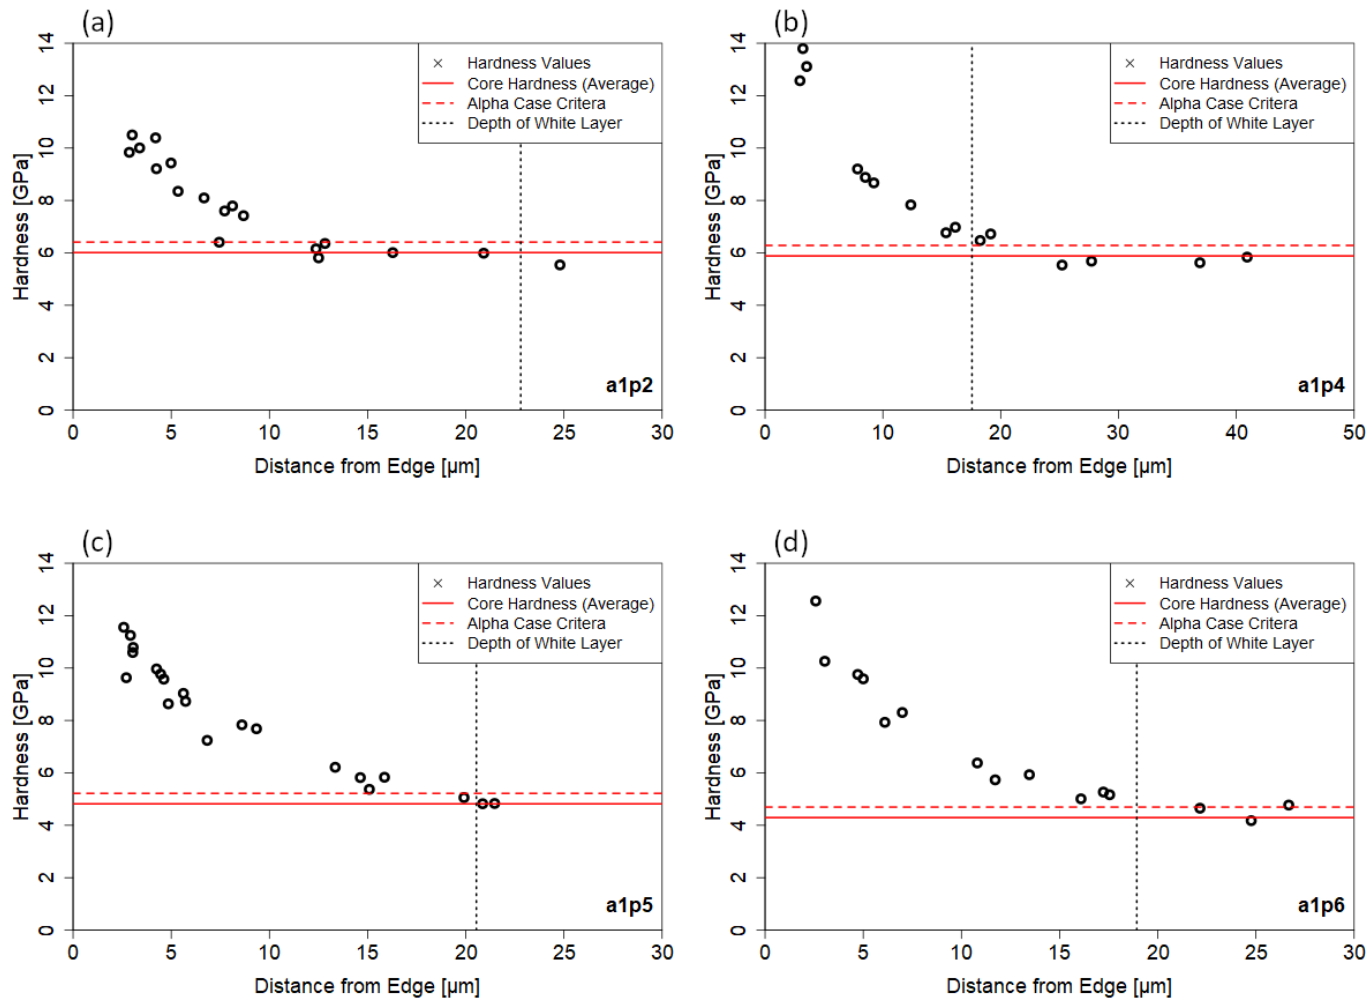 (a)
14
12
10
8
6
4
2
0
Hardness [GPa]
× Hardness Values
Core Hardness (Average)
Alpha Case Critera
Depth of White Layer
a1p2
0 5 10 15 20 25 30
Distance from Edge [µm]
(b)
14
12
10
8
6
4
2
0
Hardness [GPa]
× Hardness Values
Core Hardness (Average)
Alpha Case Critera
Depth of White Layer
a1p4
0 10 20 30 40 50
Distance from Edge [µm]
(c)
14
12
10
8
6
4
2
0
Hardness [GPa]
× Hardness Values
Core Hardness (Average)
Alpha Case Critera
Depth of White Layer
a1p5
0 5 10 15 20 25 30
Distance from Edge [µm]
(d)
14
12
10
8
6
4
2
0
Hardness [GPa]
× Hardness Values
Core Hardness (Average)
Alpha Case Critera
Depth of White Layer
a1p6
0 5 10 15 20 25 30
Distance from Edge [µm]